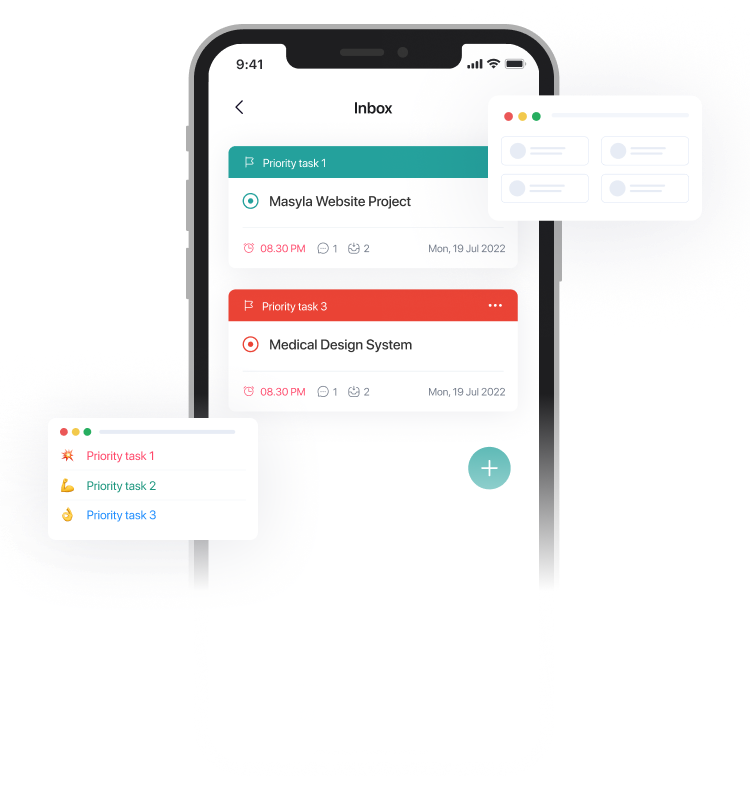 9:41
Inbox
Priority task 1
Masyla Website Project
08.30 PM 1 2 Mon, 19 Jul 2022
Priority task 3
Medical Design System
08.30 PM 1 2 Mon, 19 Jul 2022
Priority task 1
Priority task 2
Priority task 3